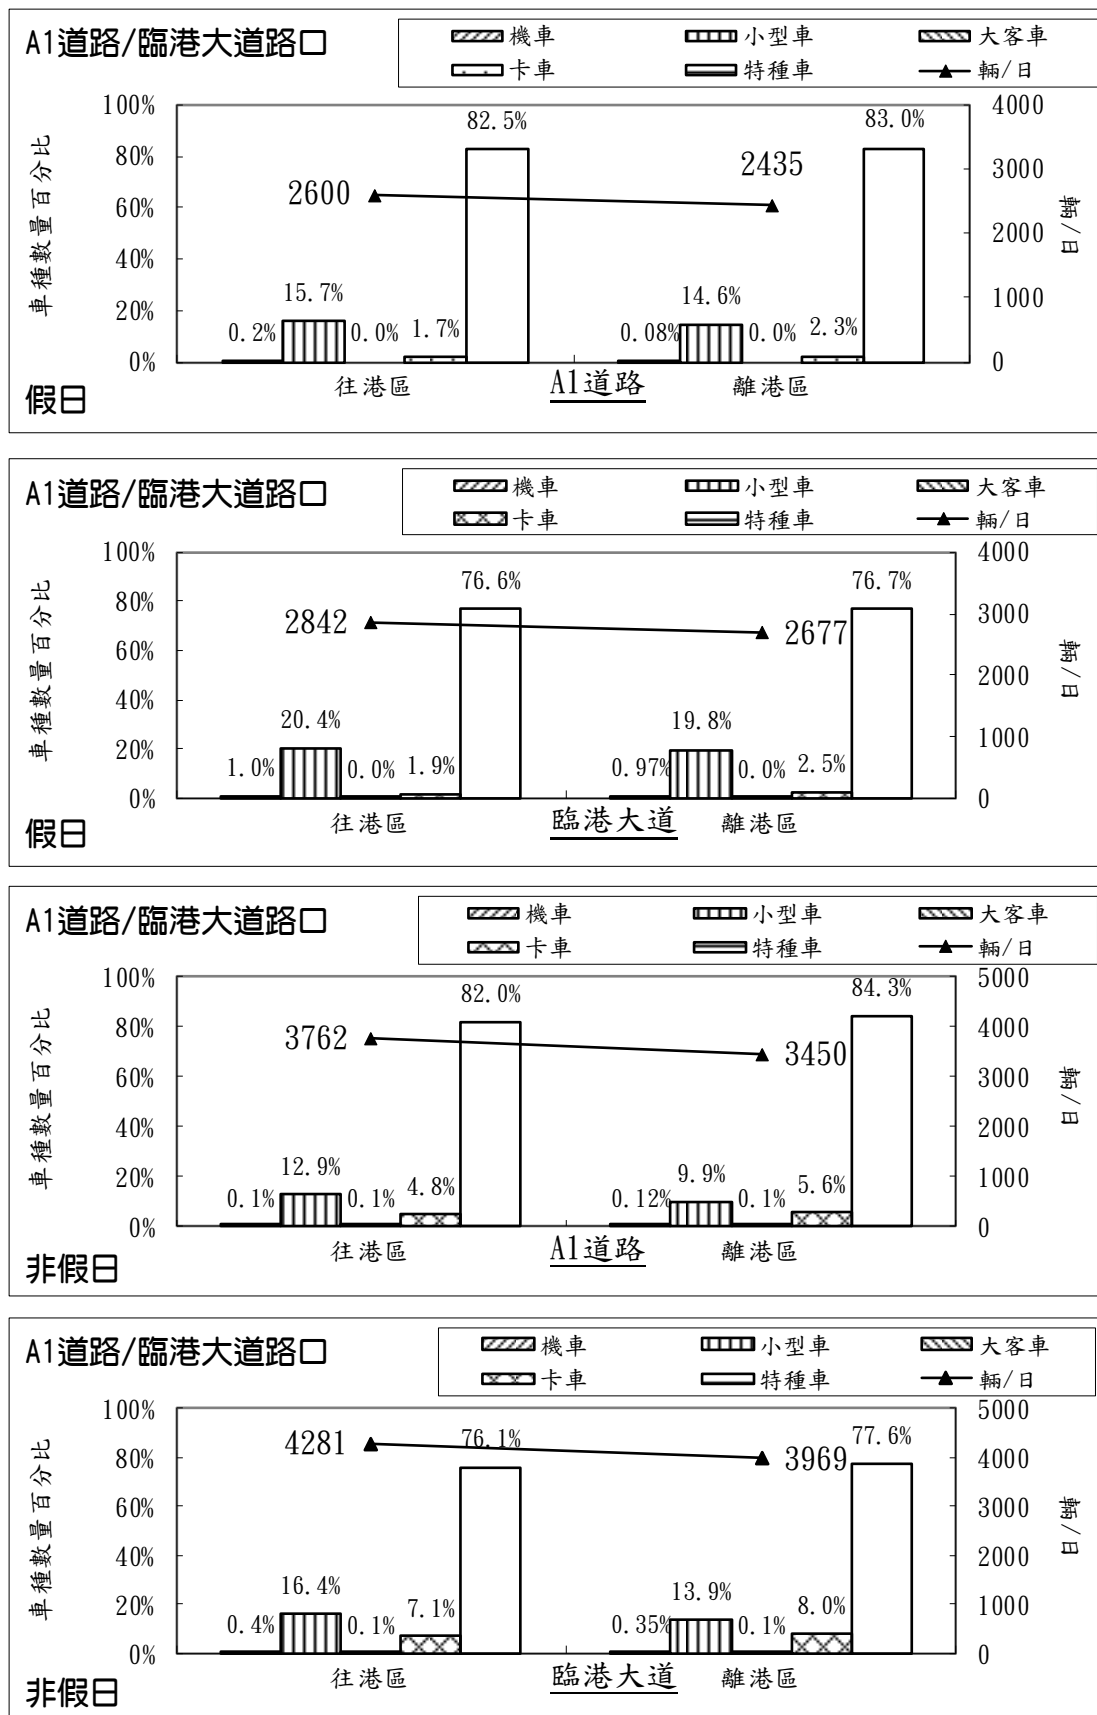 A1道路/臨港大道路口
機車 小型車 大客車
卡車 特種車 輛/日
100% 82.5% 83.0% 4000
80% 2435 3000
2600
60% 2000
40%
15.7% 14.6% 1000
20%
0.2% 0.0% 1.7% 0.08% 0.0% 2.3%
0% 0
車種數量百分比
輛/日
往港區 A1道路 離港區
假日
A1道路/臨港大道路口
機車 小型車 大客車
卡車 特種車 輛/日
100% 76.6% 76.7% 4000
80% 3000
2842 2677
60% 2000
40%
20.4% 19.8% 1000
20%
1.0% 0.0% 1.9% 0.97% 0.0% 2.5%
0% 0
車種數量百分比
輛/日
往港區 臨港大道 離港區
假日
A1道路/臨港大道路口
機車 小型車 大客車
卡車 特種車 輛/日
100% 82.0% 84.3% 5000
80% 4000
3762 3450
60% 3000
40% 2000
12.9% 9.9%
20% 1000
0.1% 0.1% 4.8% 0.12% 0.1% 5.6%
0% 0
車種數量百分比
輛/日
往港區 A1道路 離港區
非假日
A1道路/臨港大道路口
機車 小型車 大客車
卡車 特種車 輛/日
100% 5000
4281 76.1% 77.6%
80% 3969 4000
60% 3000
40% 2000
16.4% 13.9%
20% 1000
0.4% 0.1% 7.1% 0.35% 0.1% 8.0%
0% 0
車種數量百分比
輛/日
往港區 臨港大道 離港區
非假日